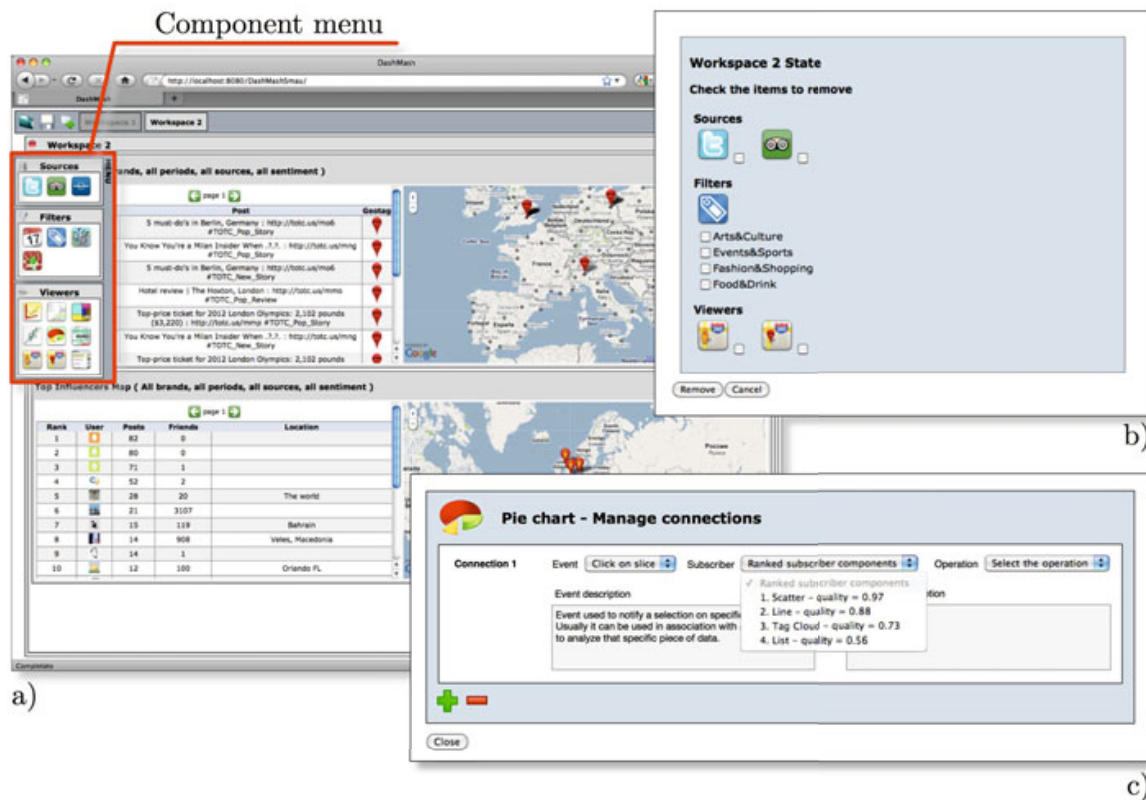 Component menu
DashMash
http://localhost:8080/DashMashSmau/
DashMash
Workspace 1 Workspace 2
Workspace 2
MENU
Sources
Filters
17
Viewers
ands, all periods, all sources, all sentiment )
page 1
Post Geotag
5 must-do's in Berlin, Germany : http://totc.us/mo6
#TOTC_Pop_Story
You Know You're a Milan Insider When .?.?. : http://totc.us/mng
#TOTC_Pop_Story
5 must-do's in Berlin, Germany : http://totc.us/mo6
#TOTC_New_Story
Hotel review | The Hoxton, London : http://totc.us/mms
#TOTC_Pop_Review
Top-price ticket for 2012 London Olympics: 2,102 pounds
($3,220) : http://totc.us/mmp #TOTC_Pop_Story
You Know You're a Milan Insider When .?.?. : http://totc.us/mng
#TOTC_New_Story
Top-price ticket for 2012 London Olympics: 2,102 pounds
France
España
Portugal
Google
Top Influencers Map ( All brands, all periods, all sources, all sentiment )
page 1
Rank User Posts Friends Location
1 82 0
2 80 0
3 71 1
4 52 2
5 28 20 The world
6 21 3107
7 15 119 Bahrain
8 14 908 Veles, Macedonia
9 14 1
10 12 100 Orlando FL
Россия
Completato
a)
Workspace 2 State
Check the items to remove
Sources
Filters
Arts&Culture
Events&Sports
Fashion&Shopping
Food&Drink
Viewers
Remove Cancel
b)
Pie chart - Manage connections
Connection 1 Event Click on slice Subscriber Ranked subscriber components Operation Select the operation
✓ Ranked subscriber components
1. Scatter - quality = 0.97
2. Line - quality = 0.88
3. Tag Cloud - quality = 0.73
4. List - quality = 0.56
Event description
Event used to notify a selection on specific
Usually it can be used in association with
to analyze that specific piece of data.
Close
c)